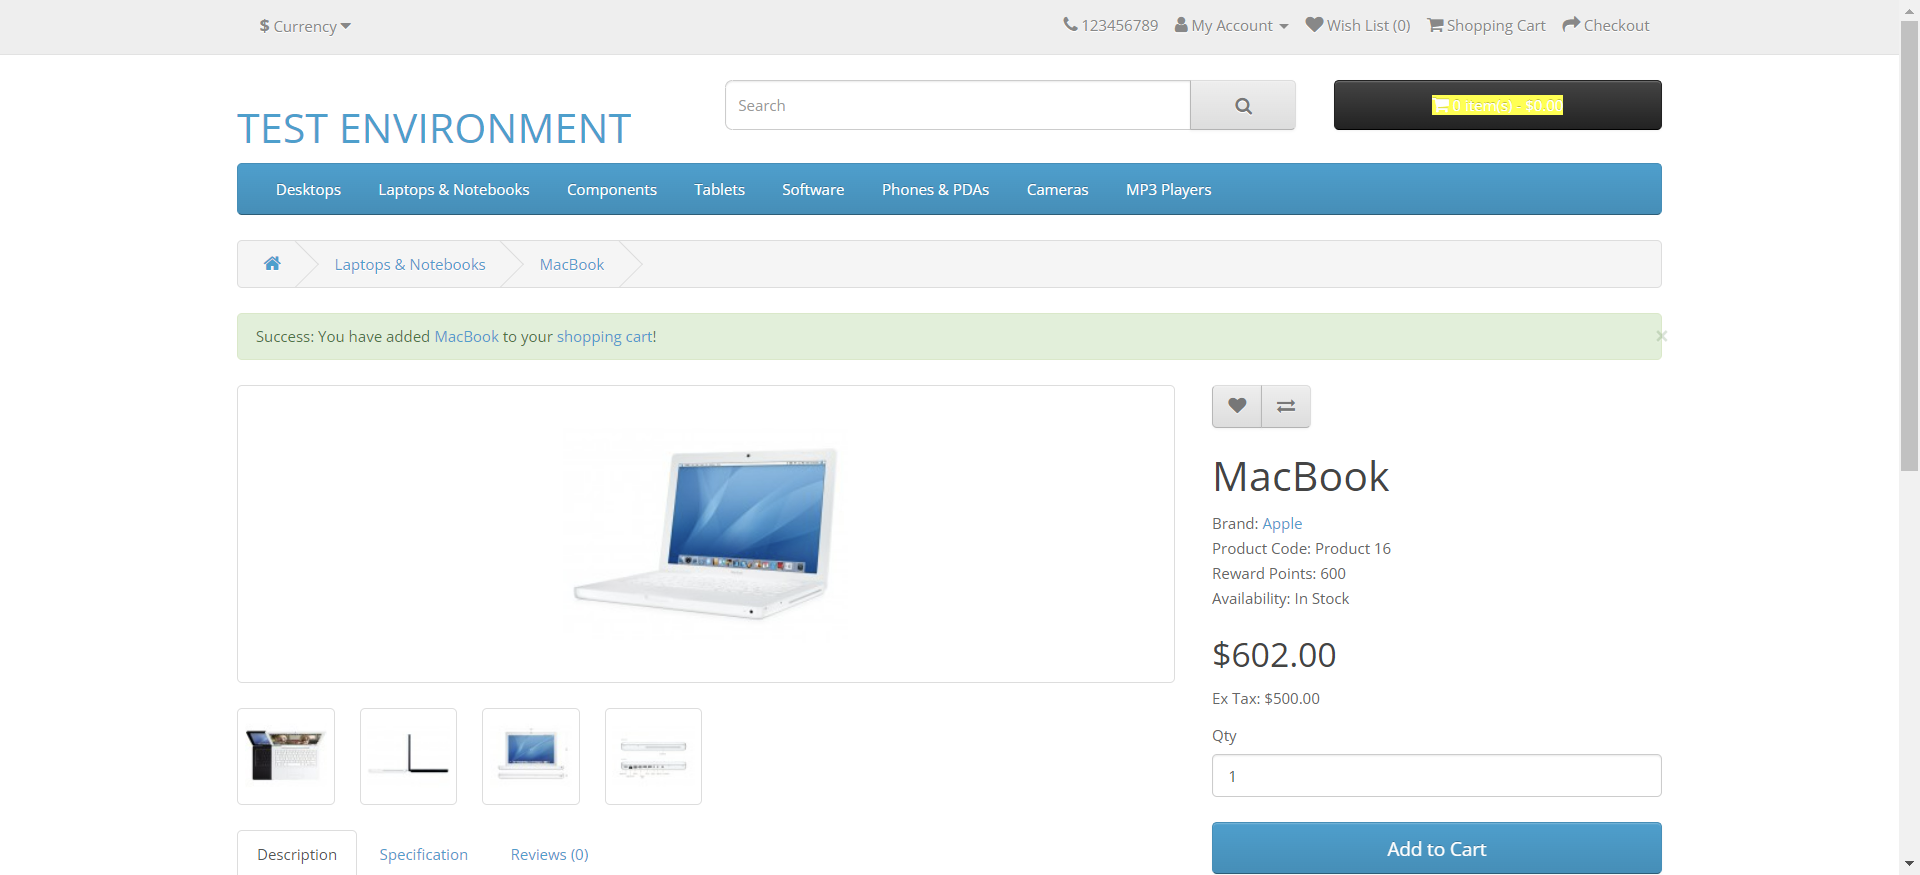 $ Currency
123456789 My Account Wish List (0) Shopping Cart Checkout
Search
0 item(s) - $0.00
TEST ENVIRONMENT
Desktops Laptops & Notebooks Components Tablets Software Phones & PDAs Cameras MP3 Players
Laptops & Notebooks MacBook
Success: You have added MacBook to your shopping cart!
×
MacBook
Brand: Apple
Product Code: Product 16
Reward Points: 600
Availability: In Stock
$602.00
Ex Tax: $500.00
Qty
1
Add to Cart
Description Specification Reviews (0)